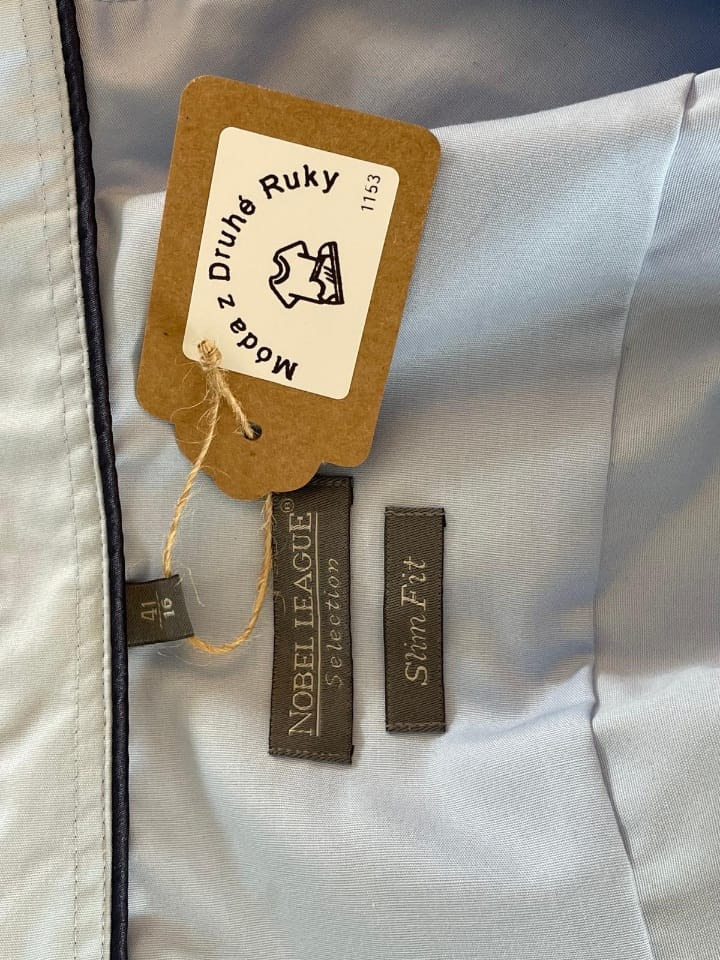 Móda z Druhé Ruky
1153
NOBEL LEAGUE®
Selection
Slim Fit
41
16